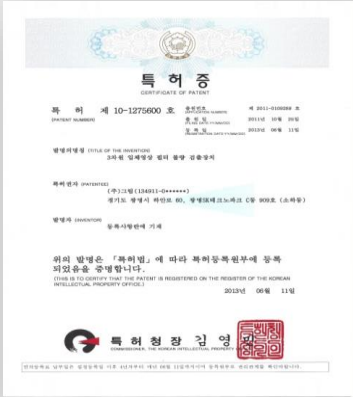 특허증
CERTIFICATE OF PATENT
특 허 제 10-1275600 호
(PATENT NUMBER)
출원번호 제 2011-0109266 호
(APPLICATION NUMBER)
출 원 일 2011년 10월
등 록 일 2013년 06월 11일
발명의명칭 (TITLE OF THE INVENTION)
3차원 입체영상 필터 불량 검출장치
특허권자 (PATENTEE)
(주)그림(134911-0******)
경기도 광명시 하안로 60, 광명SK테크노파크 C동 909호 (소하동)
발명자 (INVENTOR)
등록사항란에 기재
위의 발명은 「특허법」에 따라 특허등록원부에 등록
되었음을 증명합니다.
(THIS IS TO CERTIFY THAT THE PATENT IS REGISTERED ON THE REGISTER OF THE KOREAN
INTELLECTUAL PROPERTY OFFICE.)
2013년 06월 11일
특허청장 김영민
COMMISSIONER, THE KOREAN INTELLECTUAL PROPERTY